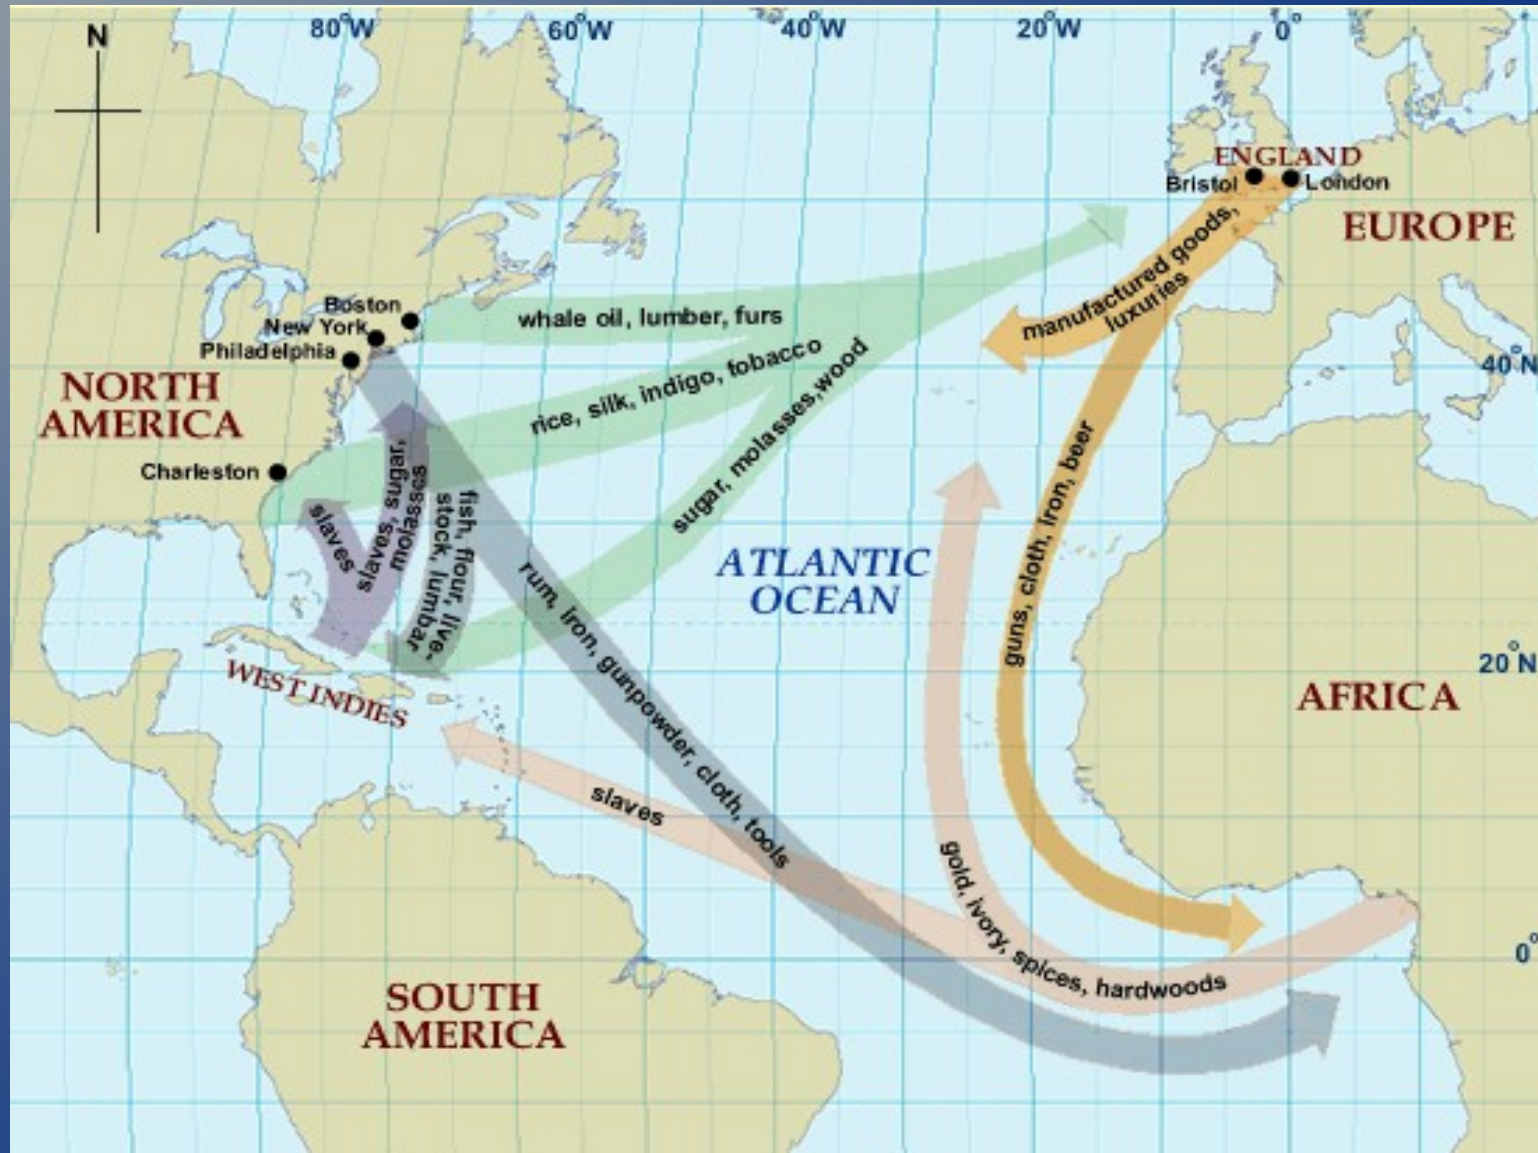 N
80°W
60°W
40°W
20°W
0°
ENGLAND
Bristol
London
EUROPE
manufactured goods,
luxuries
Boston
New York
Philadelphia
whale oil, lumber, furs
NORTH
AMERICA
rice, silk, indigo, fobacco
sugar, molasses,wood
40°N
Charleston
slaves
slaves, sugar,
molasses
fish, flour, live-
stock, lumbar
guns, cloth, iron, beer
ATLANTIC
OCEAN
rum, iron, gunpowder, cloth, tools
WEST INDIES
20°N
AFRICA
slaves
gold, ivory, spices, hardwoods
0°
SOUTH
AMERICA